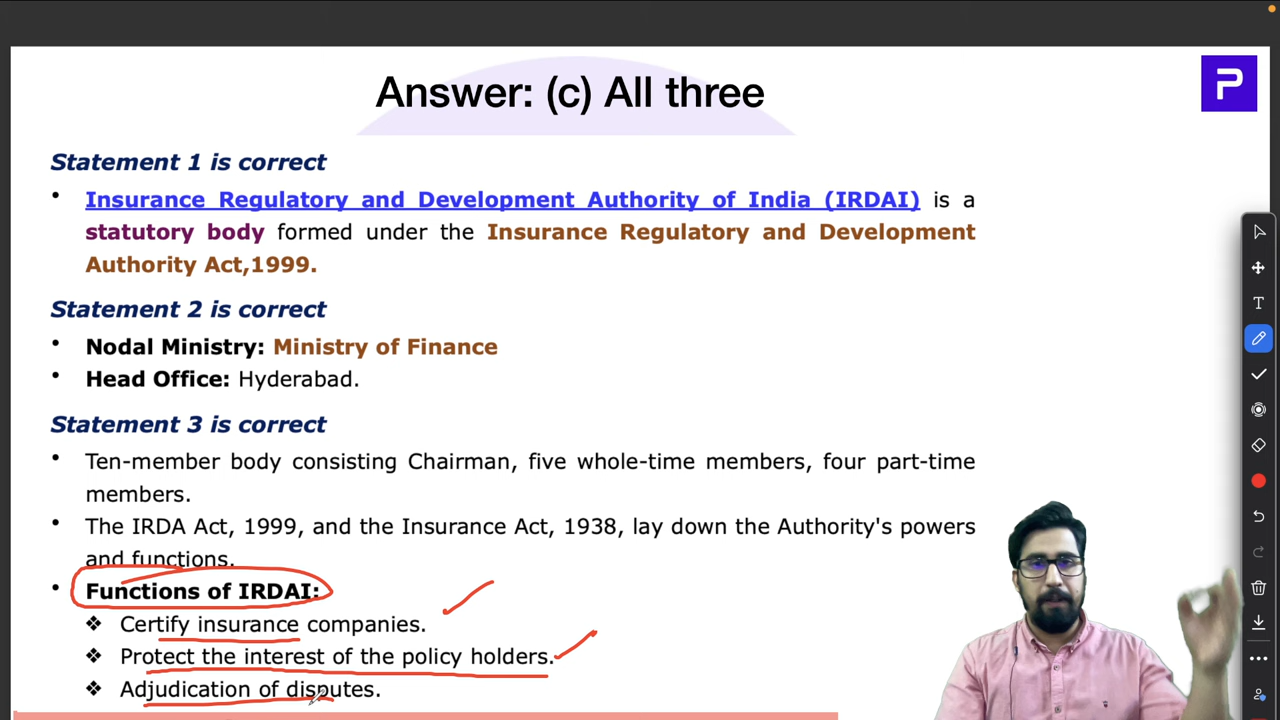 Answer: (c) All three
P
Statement 1 is correct
• Insurance Regulatory and Development Authority of India (IRDAI) is a
statutory body formed under the Insurance Regulatory and Development
Authority Act,1999.
Statement 2 is correct
• Nodal Ministry: Ministry of Finance
• Head Office: Hyderabad.
Statement 3 is correct
• Ten-member body consisting Chairman, five whole-time members, four part-time
members.
• The IRDA Act, 1999, and the Insurance Act, 1938, lay down the Authority's powers
and functions.
• Functions of IRDAI:
❖ Certify insurance companies.
❖ Protect the interest of the policy holders.
❖ Adjudication of disputes.
T